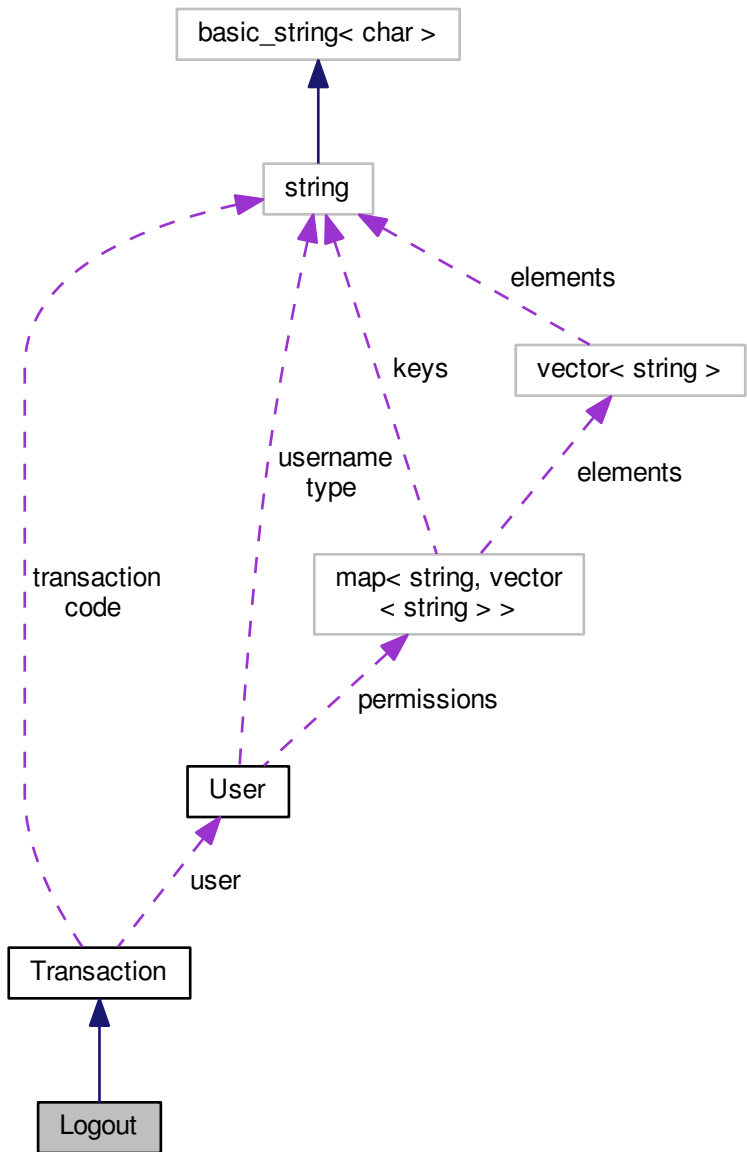 basic_string< char >
string
elements
vector< string >
keys
username
type
elements
map< string, vector
< string > >
transaction
code
permissions
User
user
Transaction
Logout